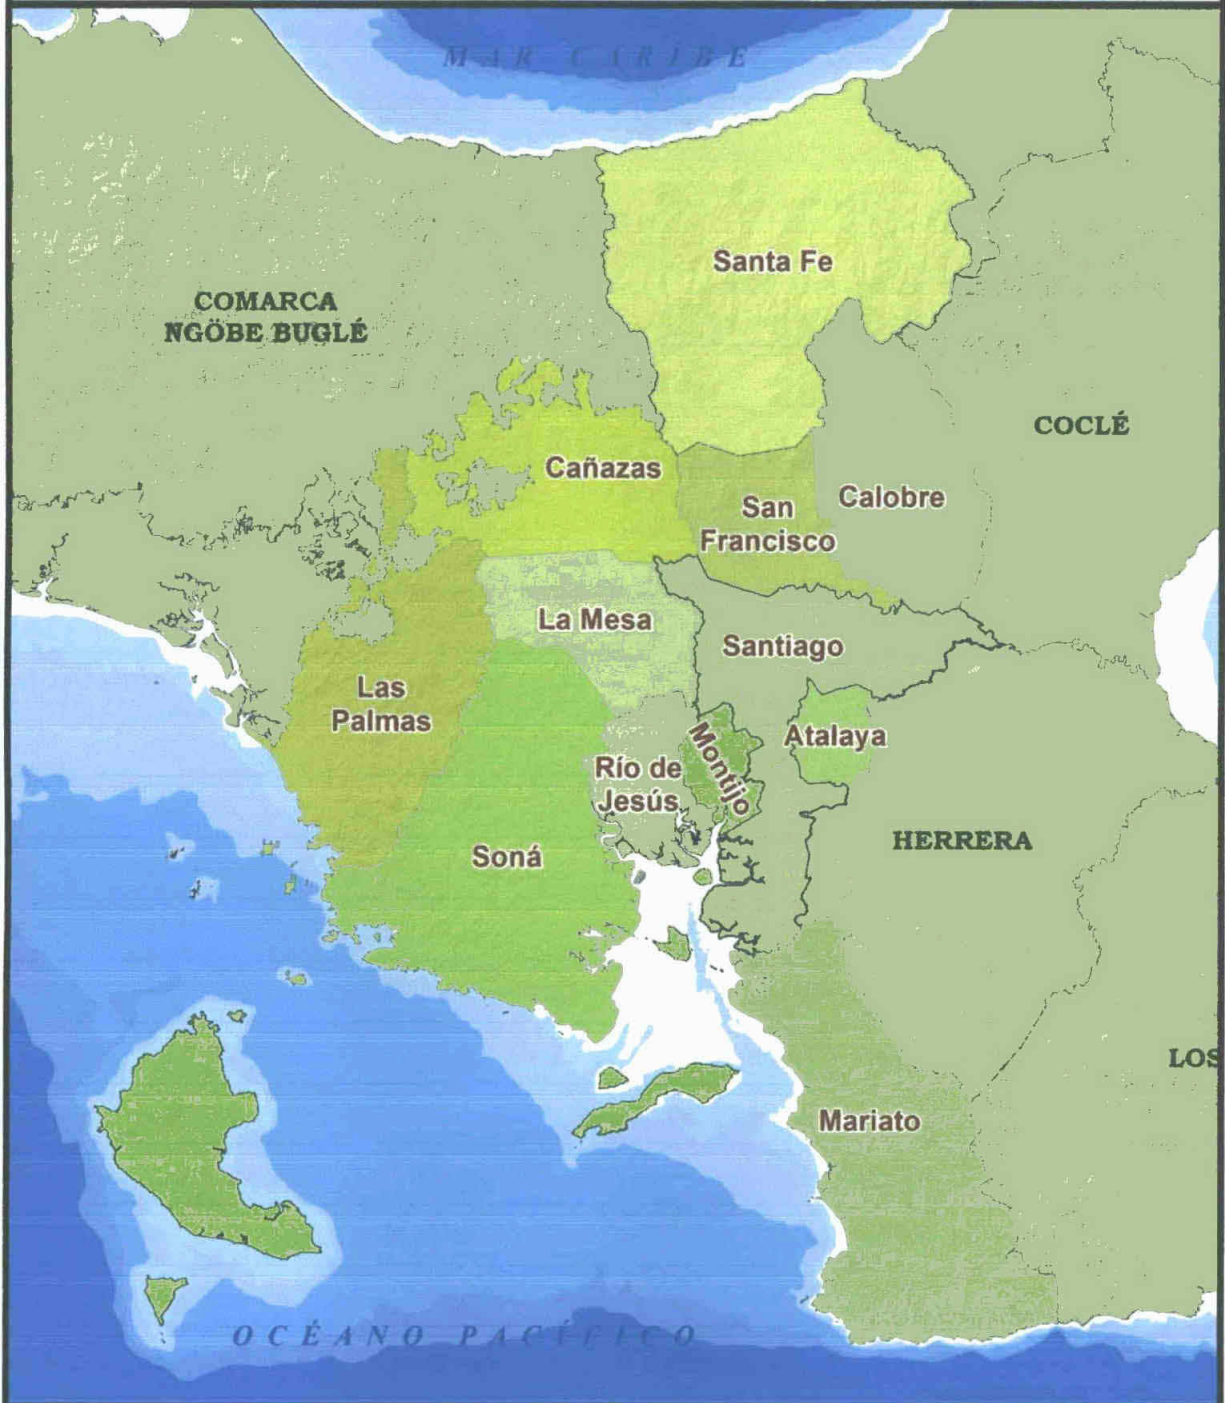 MAR CARIBE
Santa Fe
COMARCA
NGÖBE BUGLÉ
COCLÉ
Cañazas
Calobre
San
Francisco
La Mesa
Santiago
Las
Palmas
Montijo
Atalaya
Río de
Jesús
HERRERA
Soná
LOS
Mariato
OCÉANO PACÍFICO